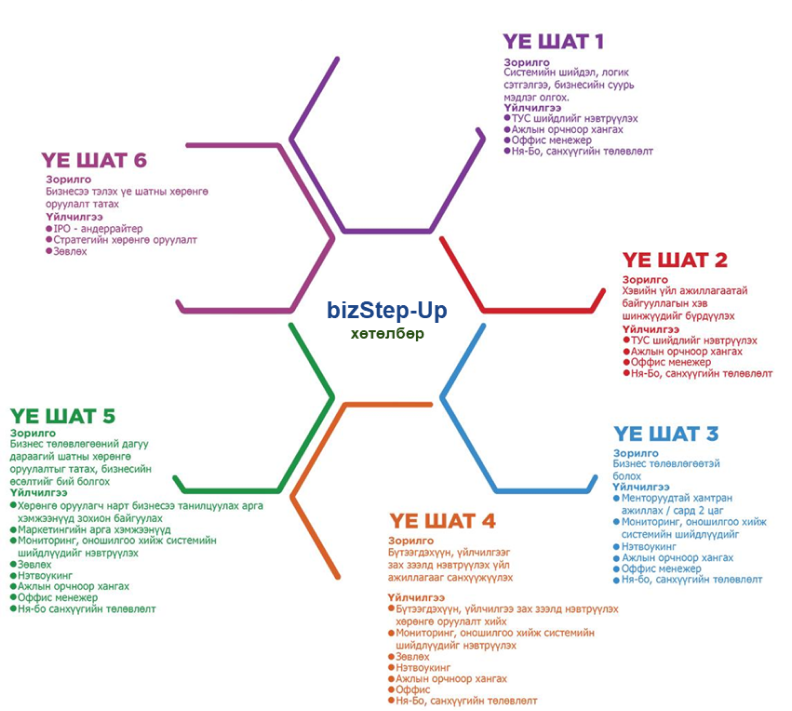 ҮЕ ШАТ 1
Зорилго
Системийн шийдэл, логик
сэтгэлгээ, бизнесийн суурь
мэдлэг олгох.
Үйлчилгээ
●ТУС шийдлийг нэвтрүүлэх
●Ажлын орчноор хангах
●Оффис менежер
●Ня-Бо, санхүүгийн төлөвлөлт
ҮЕ ШАТ 2
Зорилго
Хэвийн үйл ажиллагаатай
байгууллагын хэв
шинжүүдийг бүрдүүлэх
Үйлчилгээ
●ТУС шийдлийг нэвтрүүлэх
●Ажлын орчноор хангах
●Оффис менежер
●Ня-Бо, санхүүгийн төлөвлөлт
ҮЕ ШАТ 3
Зорилго
Бизнес төлөвлөгөөтэй
болох
Үйлчилгээ
●Менторуудтай хамтран
ажиллах / сард 2 цаг
●Мониторинг, оношилгоо хийж
системийн шийдлүүдийг
●Нэтвоукинг
●Ажлын орчноор хангах
●Оффис менежер
●Ня-бо, санхүүгийн төлөвлөлт
ҮЕ ШАТ 4
Зорилго
Бүтээгдэхүүн, үйлчилгээг
зах зээлд нэвтрүүлэх үйл
ажиллагааг санхүүжүүлэх
Үйлчилгээ
●Бүтээгдэхүүн, үйлчилгээ зах зээлд нэвтрүүлэх
хөрөнгө оруулалт хийх
●Мониторинг, оношилгоо хийж системийн
шийдлүүдийг нэвтрүүлэх
●Зөвлөх
●Нэтвоукинг
●Ажлын орчноор хангах
●Оффис
●Ня-Бо, санхүүгийн төлөвлөлт
ҮЕ ШАТ 5
Зорилго
Бизнес төлөвлөгөөний дагуу
дараагий шатны хөрөнгө
оруулалтыг татах, бизнесийн
өсөлтийг бий болгох
Үйлчилгээ
●Хөрөнгө оруулагч нарт бизнесээ танилцуулах арга
хэмжээнүүд зохион байгуулах
●Маркетингийн арга хэмжээнүүд
●Мониторинг, оношилгоо хийж системийн
шийдлүүдийг нэвтрүүлэх
●Зөвлөх
●Нэтвоукинг
●Ажлын орчноор хангах
●Оффис менежер
●Ня-бо санхүүгийн төлөвлөлт
ҮЕ ШАТ 6
Зорилго
Бизнесээ тэлэх үе шатны хөрөнгө
оруулалт татах
Үйлчилгээ
●IPO - андеррайтер
●Стратегийн хөрөнгө оруулалт
●Зөвлөх
bizStep-Up
хөтөлбөр